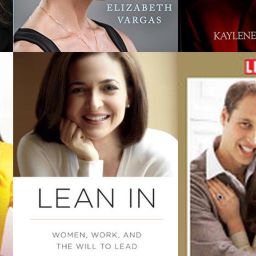 ELIZABETH
VARGAS
KAYLENE
LEAN IN
WOMEN, WORK, AND
THE WILL TO LEAD